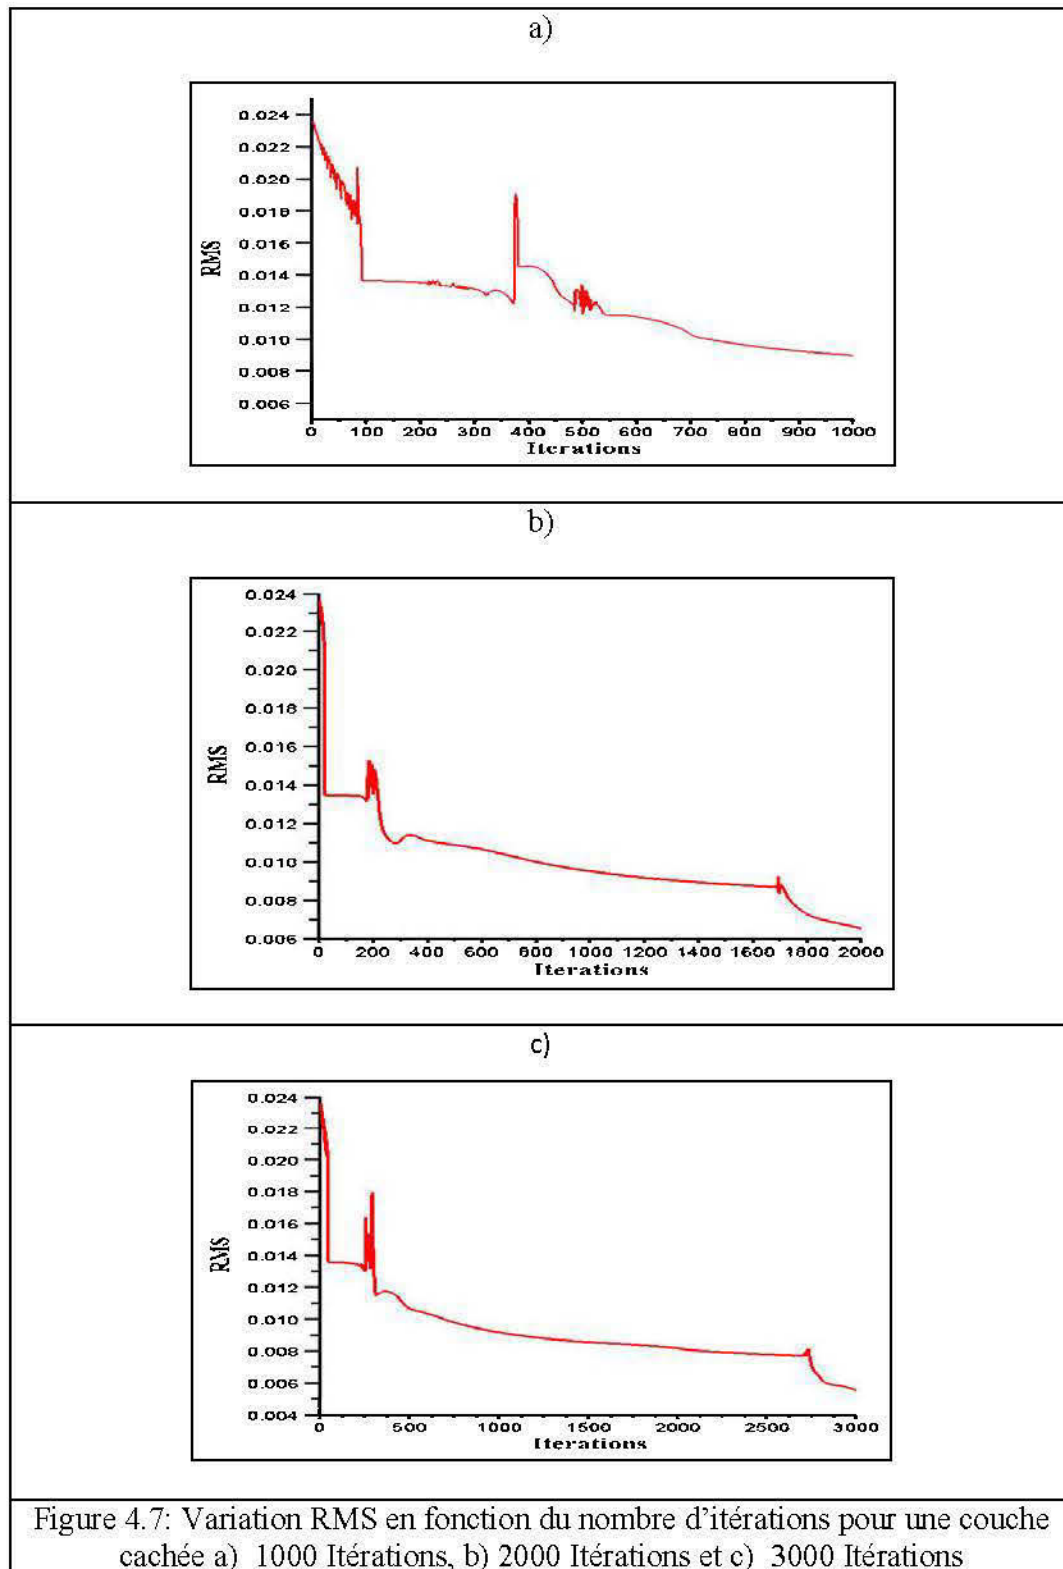 a)
0.024
0.022
0.020
0.018
0.016
0.014
0.012
0.010
0.008
0.006
RMS
0 100 200 300 400 500 600 700 800 900 1000
Iterations
b)
0.024
0.022
0.020
0.018
0.016
0.014
0.012
0.010
0.008
0.006
RMS
0 200 400 600 800 1000 1200 1400 1600 1800 2000
Iterations
c)
0.024
0.022
0.020
0.018
0.016
0.014
0.012
0.010
0.008
0.006
0.004
RMS
0 500 1000 1500 2000 2500 3000
Iterations
Figure 4.7: Variation RMS en fonction du nombre d'itérations pour une couche
cachée a) 1000 Itérations, b) 2000 Itérations et c) 3000 Itérations